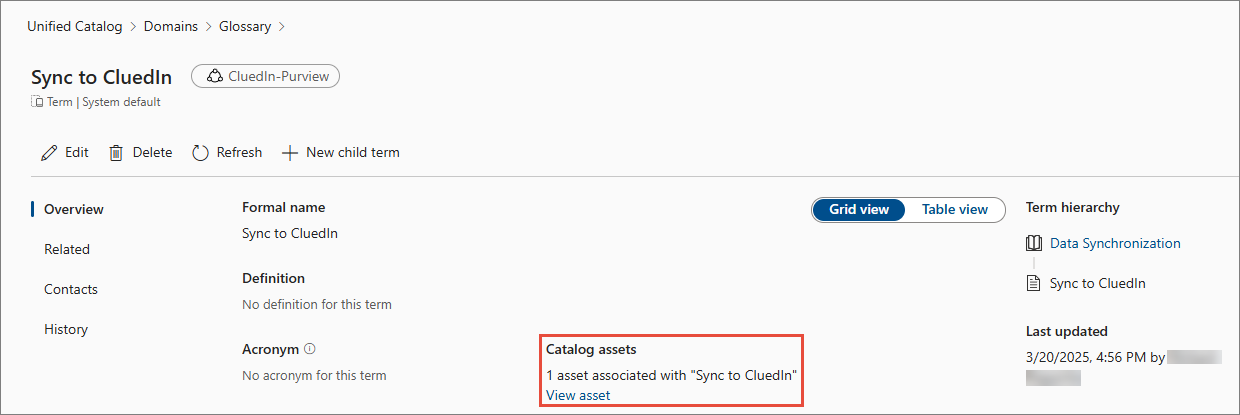 Unified Catalog > Domains > Glossary >
Sync to CluedIn
CluedIn-Purview
Term | System default
Edit
Delete
Refresh
New child term
Overview
Related
Contacts
History
Formal name
Sync to CluedIn
Definition
No definition for this term
Acronym
No acronym for this term
Grid view
Table view
Catalog assets
1 asset associated with "Sync to CluedIn"
View asset
Term hierarchy
Data Synchronization
Sync to CluedIn
Last updated
3/20/2025, 4:56 PM by